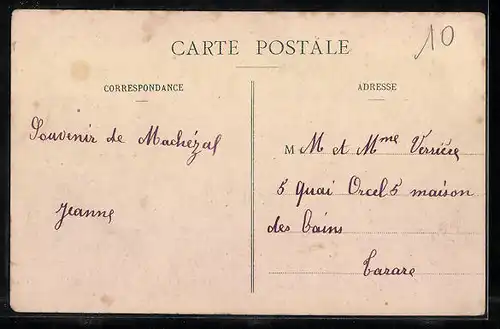 CARTE POSTALE
10
CORRESPONDANCE
ADRESSE
Souvenir de Machézal
Jeanne
M M et Mme Verrière
5 Quai Orcel 5 maison
des bains
Tarare